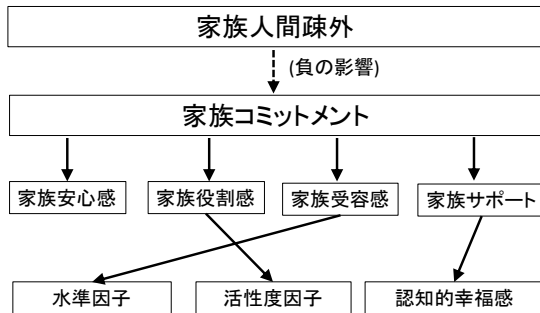 家族人間疎外
(負の影響)
家族コミットメント
家族安心感
家族役割感
家族受容感
家族サポート
水準因子
活性度因子
認知的幸福感